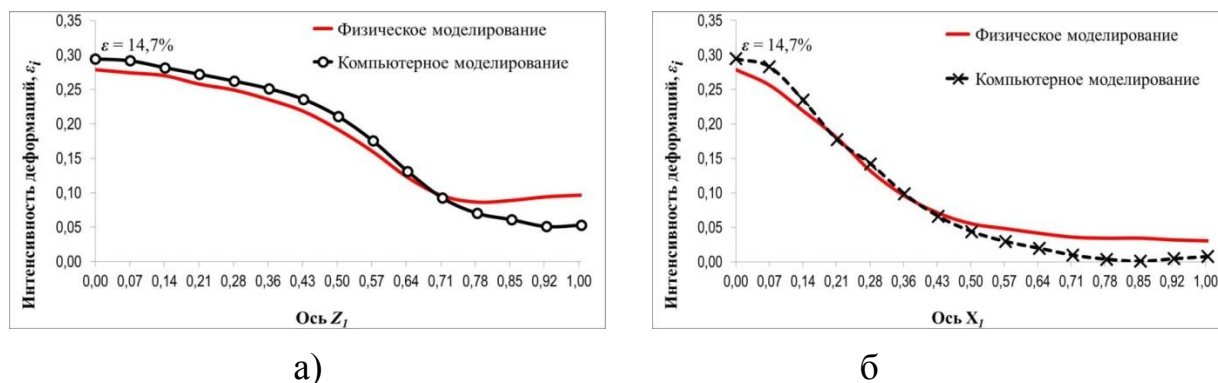 Интенсивность деформаций, εi
0,35
0,30
0,25
0,20
0,15
0,10
0,05
0,00
ε = 14,7%
Физическое моделирование
Компьютерное моделирование
0,00 0,07 0,14 0,21 0,28 0,36 0,43 0,50 0,57 0,64 0,71 0,78 0,85 0,92 1,00
Ось Z1
а)
Интенсивность деформаций, εi
0,35
0,30
0,25
0,20
0,15
0,10
0,05
0,00
ε = 14,7%
Физическое моделирование
Компьютерное моделирование
0,00 0,07 0,14 0,21 0,28 0,36 0,43 0,50 0,57 0,64 0,71 0,78 0,85 0,92 1,00
Ось X1
б